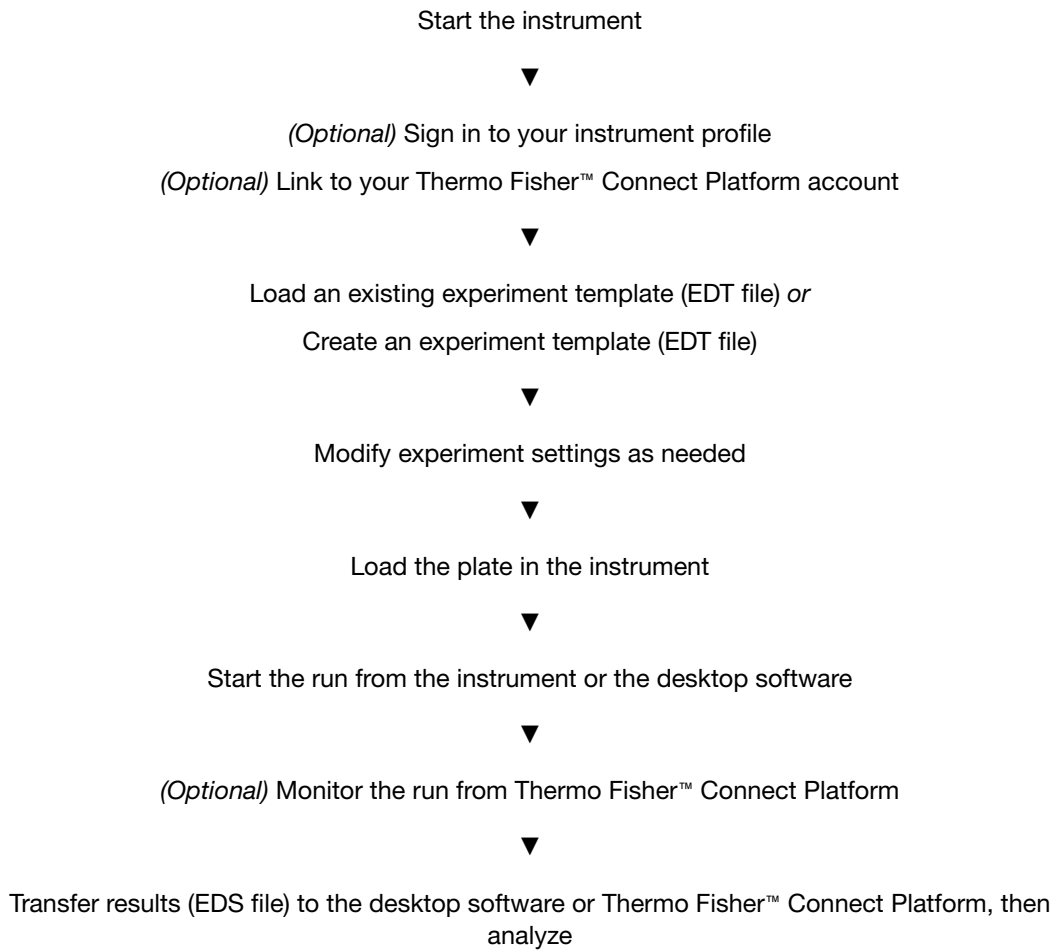 Start the instrument
▼
(Optional) Sign in to your instrument profile
(Optional) Link to your Thermo Fisher™ Connect Platform account
▼
Load an existing experiment template (EDT file) or
Create an experiment template (EDT file)
▼
Modify experiment settings as needed
▼
Load the plate in the instrument
▼
Start the run from the instrument or the desktop software
▼
(Optional) Monitor the run from Thermo Fisher™ Connect Platform
▼
Transfer results (EDS file) to the desktop software or Thermo Fisher™ Connect Platform, then
analyze